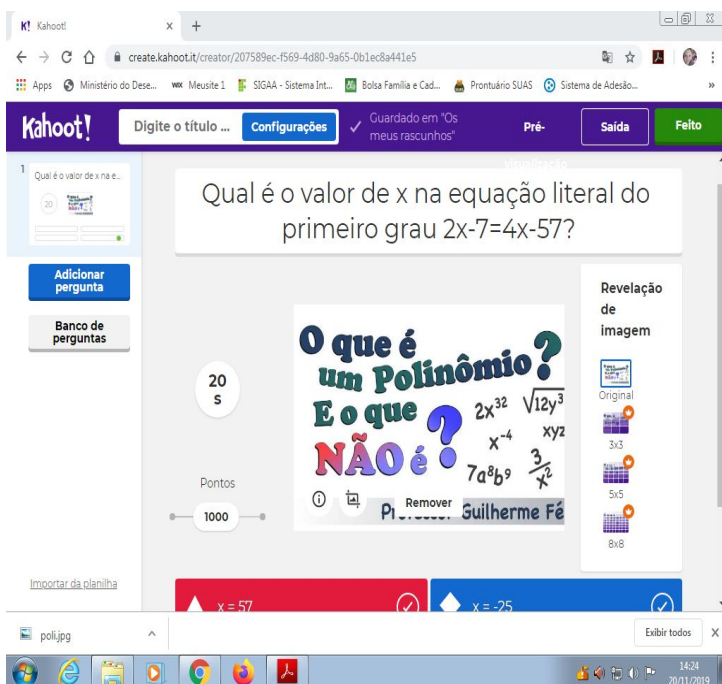 K! Kahoot!
create.kahoot.it/creator/207589ec-f569-4d80-9a65-0b1ec8a441e5
Apps
Ministério do Dese...
WIX Meusite 1
SIGAA - Sistema Int...
Bolsa Família e Cad...
Prontuário SUAS
Sistema de Adesão...
»
Kahoot!
Digite o título ...
Configurações
Guardado em "Os
meus rascunhos"
Pré-
visualização
Saída
Feito
1
Qual é o valor de x na e...
20
Adicionar
pergunta
Banco de
perguntas
Importar da planilha
Qual é o valor de x na equação literal do
primeiro grau 2x-7=4x-57?
20
s
Pontos
1000
O que é
um Polinômio?
E o que
NÃO é?
2x³²
√12y³
x⁻⁴
xyz
7a⁸b⁹
3/x²
Remover
Guilherme Fé
Revelação
de
imagem
Original
3x3
5x5
8x8
x = 57
x = -25
poli.jpg
Exibir todos
X
14:24
20/11/2019